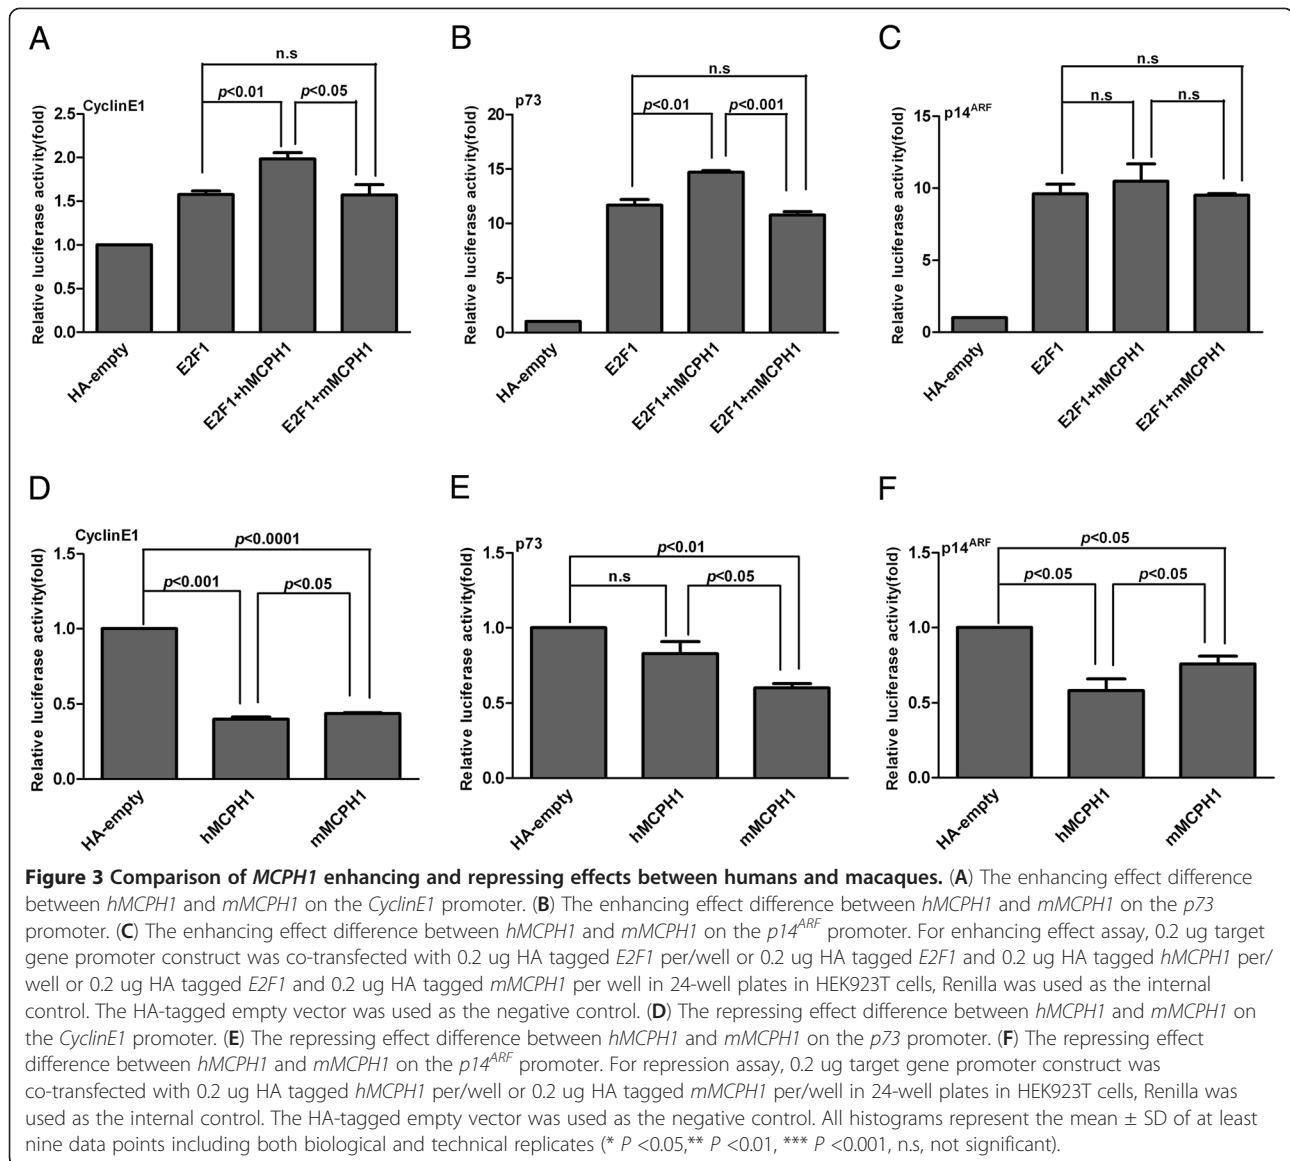 A
B
C
n.s
p<0.01
p<0.05
CyclinE1
Relative luciferase activity(fold)
2.5
2.0
1.5
1.0
0.5
0.0
HA-empty
E2F1
E2F1+hMCPH1
E2F1+mMCPH1
n.s
p<0.01
p<0.001
p73
Relative luciferase activity(fold)
20
15
10
5
0
HA-empty
E2F1
E2F1+hMCPH1
E2F1+mMCPH1
n.s
n.s
n.s
p14ARF
Relative luciferase activity(fold)
15
10
5
0
HA-empty
E2F1
E2F1+hMCPH1
E2F1+mMCPH1
D
E
F
CyclinE1
p<0.0001
p<0.001
p<0.05
Relative luciferase activity(fold)
1.5
1.0
0.5
0.0
HA-empty
hMCPH1
mMCPH1
p73
p<0.01
n.s
p<0.05
Relative luciferase activity(fold)
1.5
1.0
0.5
0.0
HA-empty
hMCPH1
mMCPH1
p14ARF
p<0.05
p<0.05
p<0.05
Relative luciferase activity(fold)
1.5
1.0
0.5
0.0
HA-empty
hMCPH1
mMCPH1
Figure 3 Comparison of MCPH1 enhancing and repressing effects between humans and macaques. (A) The enhancing effect difference
between hMCPH1 and mMCPH1 on the CyclinE1 promoter. (B) The enhancing effect difference between hMCPH1 and mMCPH1 on the p73
promoter. (C) The enhancing effect difference between hMCPH1 and mMCPH1 on the p14ARF promoter. For enhancing effect assay, 0.2 ug target
gene promoter construct was co-transfected with 0.2 ug HA tagged E2F1 per/well or 0.2 ug HA tagged E2F1 and 0.2 ug HA tagged hMCPH1 per/
well or 0.2 ug HA tagged E2F1 and 0.2 ug HA tagged mMCPH1 per well in 24-well plates in HEK923T cells, Renilla was used as the internal
control. The HA-tagged empty vector was used as the negative control. (D) The repressing effect difference between hMCPH1 and mMCPH1 on
the CyclinE1 promoter. (E) The repressing effect difference between hMCPH1 and mMCPH1 on the p73 promoter. (F) The repressing effect
difference between hMCPH1 and mMCPH1 on the p14ARF promoter. For repression assay, 0.2 ug target gene promoter construct was
co-transfected with 0.2 ug HA tagged hMCPH1 per/well or 0.2 ug HA tagged mMCPH1 per/well in 24-well plates in HEK923T cells, Renilla was
used as the internal control. The HA-tagged empty vector was used as the negative control. All histograms represent the mean ± SD of at least
nine data points including both biological and technical replicates (* P <0.05,** P <0.01, *** P <0.001, n.s, not significant).